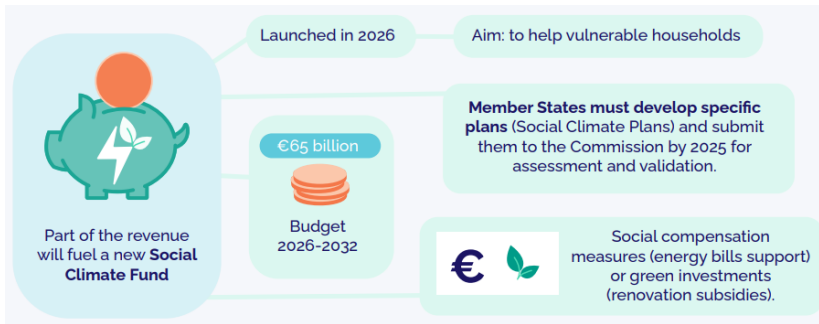 Launched in 2026
Aim: to help vulnerable households
Member States must develop specific
plans (Social Climate Plans) and submit
them to the Commission by 2025 for
assessment and validation.
€65 billion
Budget
2026-2032
Part of the revenue
will fuel a new Social
Climate Fund
€
Social compensation
measures (energy bills support)
or green investments
(renovation subsidies).